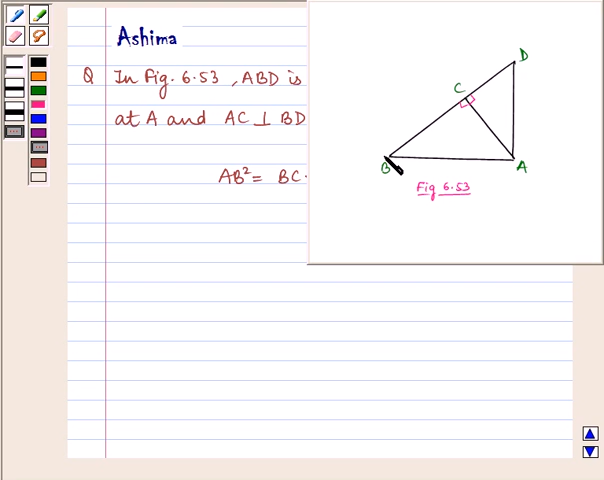 Ashima
Q In Fig. 6.53, ABD is
at A and AC ⊥ BD
AB² = BC.
D
C
B
A
Fig 6.53